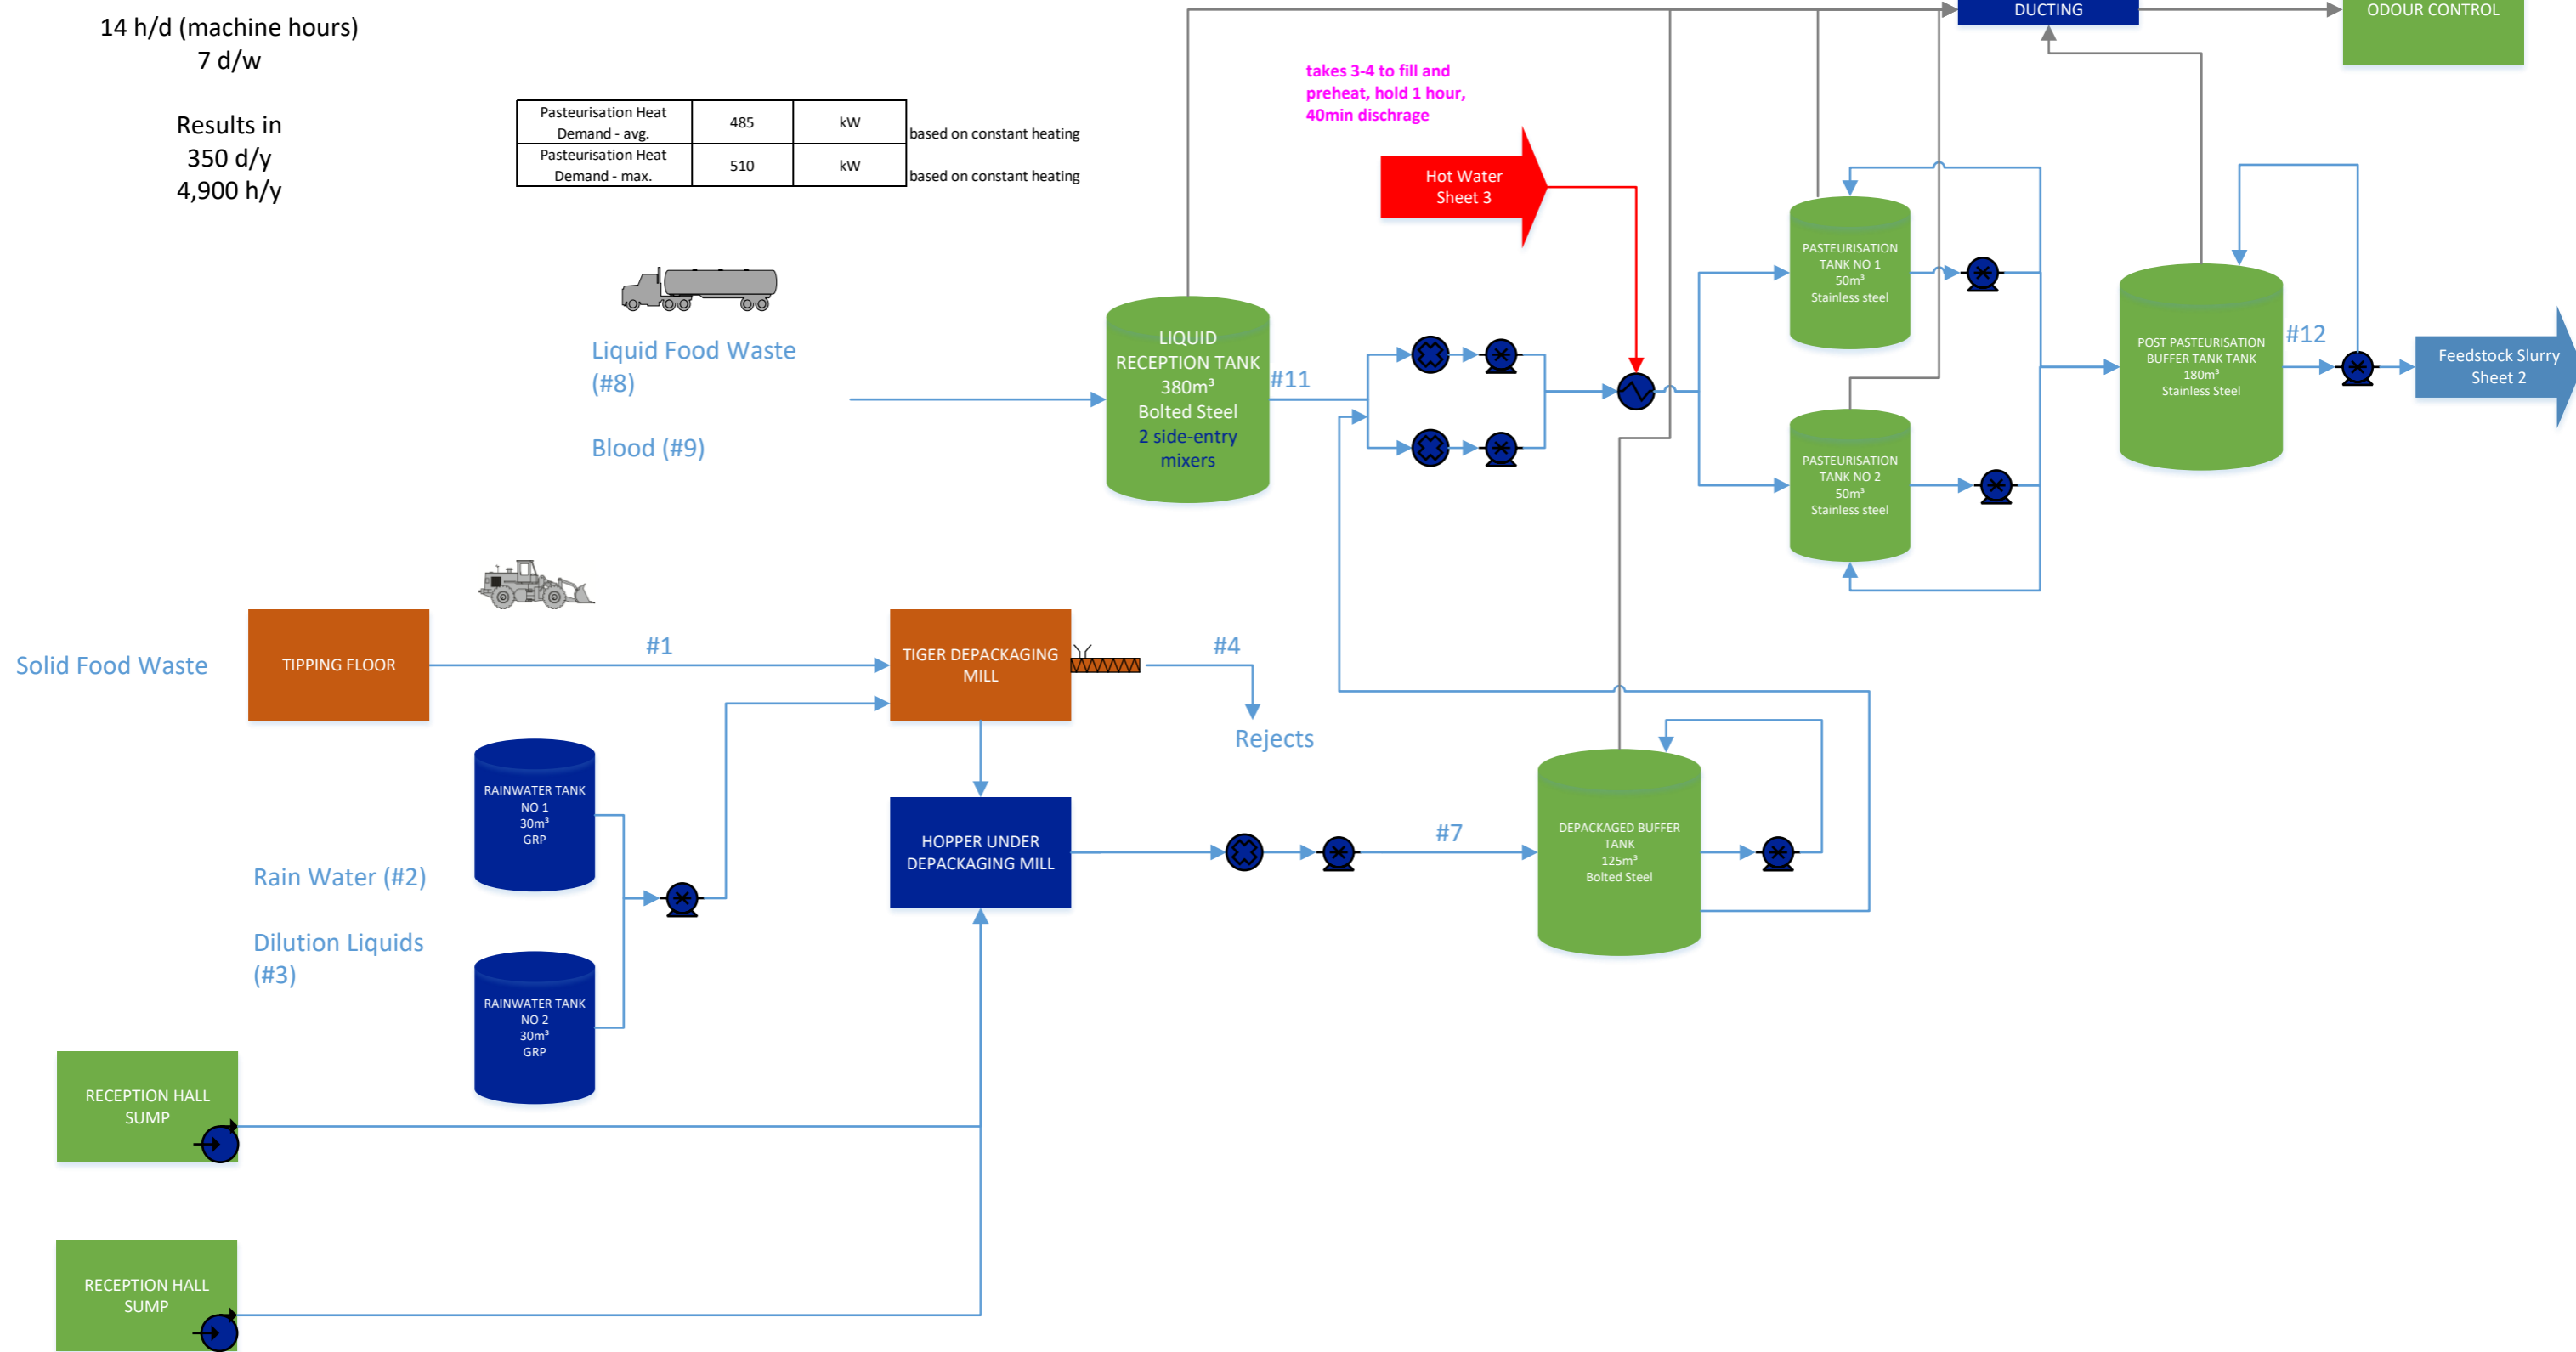 14 h/d (machine hours)
7 d/w
Results in
350 d/y
4,900 h/y
Pasteurisation Heat
Demand - avg.
485
kW
based on constant heating
Pasteurisation Heat
Demand - max.
510
kW
based on constant heating
takes 3-4 to fill and
preheat, hold 1 hour,
40min dischrage
DUCTING
ODOUR CONTROL
Hot Water
Sheet 3
Liquid Food Waste
(#8)
Blood (#9)
LIQUID
RECEPTION TANK
380m³
Bolted Steel
2 side-entry
mixers
#11
PASTEURISATION
TANK NO 1
50m³
Stainless steel
PASTEURISATION
TANK NO 2
50m³
Stainless steel
POST PASTEURISATION
BUFFER TANK TANK
180m³
Stainless Steel
#12
Feedstock Slurry
Sheet 2
Solid Food Waste
TIPPING FLOOR
#1
TIGER DEPACKAGING
MILL
#4
Rejects
RAINWATER TANK
NO 1
30m³
GRP
Rain Water (#2)
Dilution Liquids
(#3)
RAINWATER TANK
NO 2
30m³
GRP
HOPPER UNDER
DEPACKAGING MILL
#7
DEPACKAGED BUFFER
TANK
125m³
Bolted Steel
RECEPTION HALL
SUMP
RECEPTION HALL
SUMP